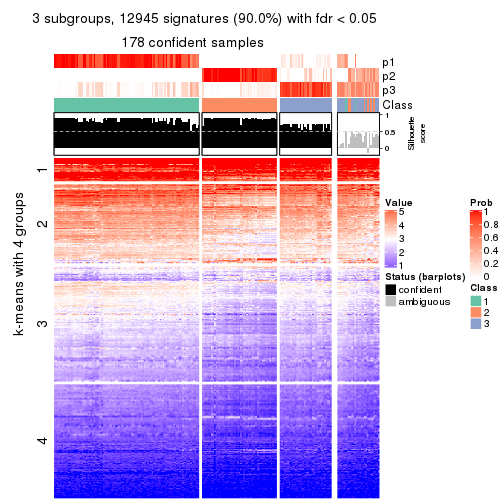 3 subgroups, 12945 signatures (90.0%) with fdr < 0.05
178 confident samples
p1
p2
p3
Class
1
0.5
0
Silhouette
score
k-means with 4 groups
1
2
3
4
Value
5
4
3
2
1
Status (barplots)
confident
ambiguous
Prob
1
0.8
0.6
0.4
0.2
0
Class
1
2
3